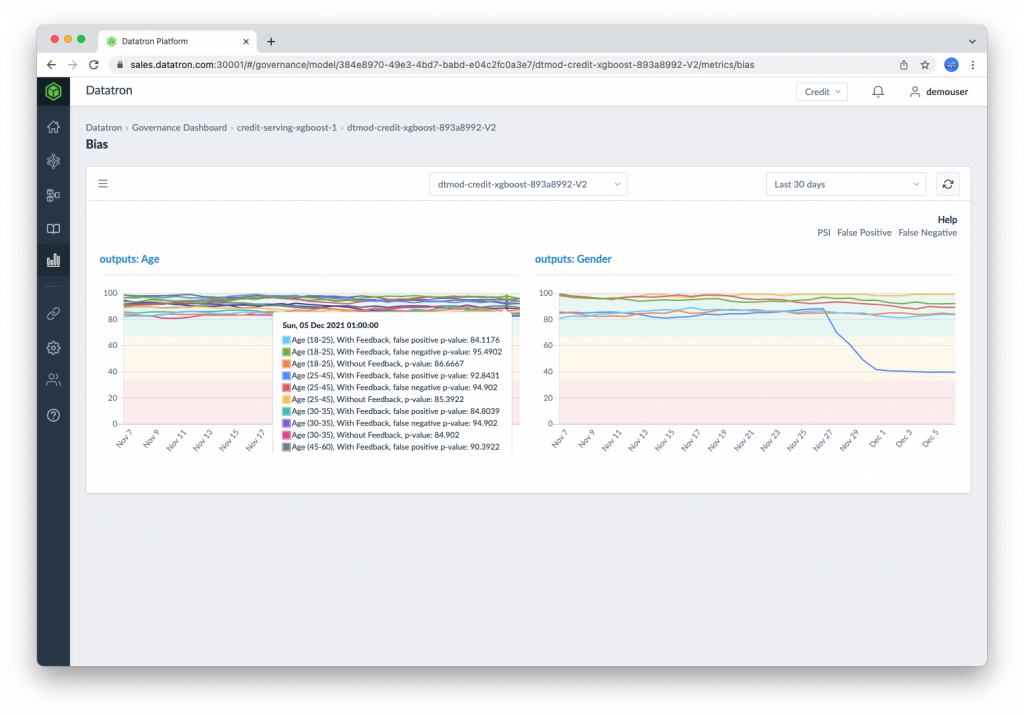 Datatron Platform
sales.datatron.com:30001/#/governance/model/384e8970-49e3-4bd7-babd-e04c2fc0a3e7/dtmod-credit-xgboost-893a8992-V2/metrics/bias
Datatron
Credit
demouser
Datatron › Governance Dashboard › credit-serving-xgboost-1 › dtmod-credit-xgboost-893a8992-V2
Bias
dtmod-credit-xgboost-893a8992-V2
Last 30 days
Help
PSI False Positive False Negative
outputs: Age
100
80
60
40
20
0
Nov 7 Nov 9 Nov 11 Nov 13 Nov 15 Nov 17
Sun, 05 Dec 2021 01:00:00
Age (18-25), With Feedback, false positive p-value: 84.1176
Age (18-25), With Feedback, false negative p-value: 95.4902
Age (18-25), Without Feedback, p-value: 86.6667
Age (25-45), With Feedback, false positive p-value: 92.8431
Age (25-45), With Feedback, false negative p-value: 94.902
Age (25-45), Without Feedback, p-value: 85.3922
Age (30-35), With Feedback, false positive p-value: 84.8039
Age (30-35), With Feedback, false negative p-value: 94.902
Age (30-35), Without Feedback, p-value: 84.902
Age (45-60), With Feedback, false positive p-value: 90.3922
outputs: Gender
100
80
60
40
20
0
Nov 7 Nov 9 Nov 11 Nov 13 Nov 15 Nov 17 Nov 19 Nov 21 Nov 23 Nov 25 Nov 27 Nov 29 Dec 1 Dec 3 Dec 5